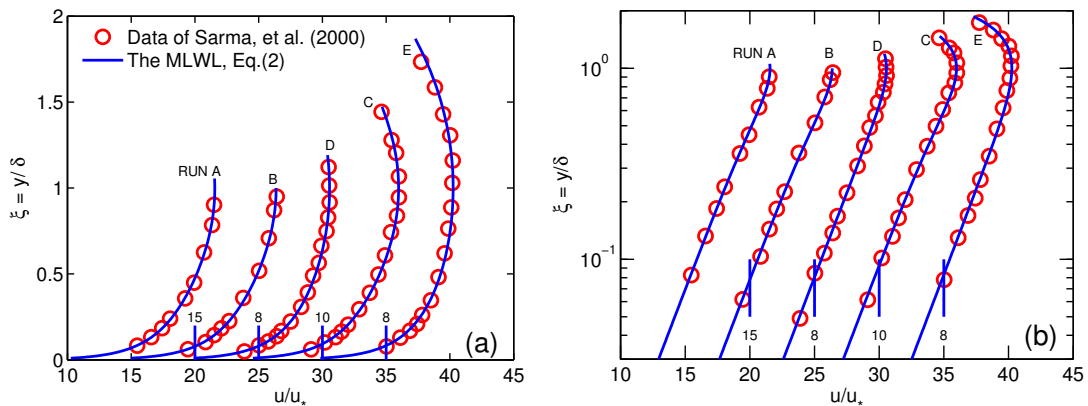 2
1.5
1
0.5
0
ξ = y/δ
Data of Sarma, et al. (2000)
The MLWL, Eq.(2)
E
C
D
RUN A
B
15
8
10
8
(a)
10
15
20
25
30
35
40
45
u/u*
10^0
10^-1
ξ = y/δ
RUN A
B
D
C
E
15
8
10
8
(b)
10
15
20
25
30
35
40
45
u/u*